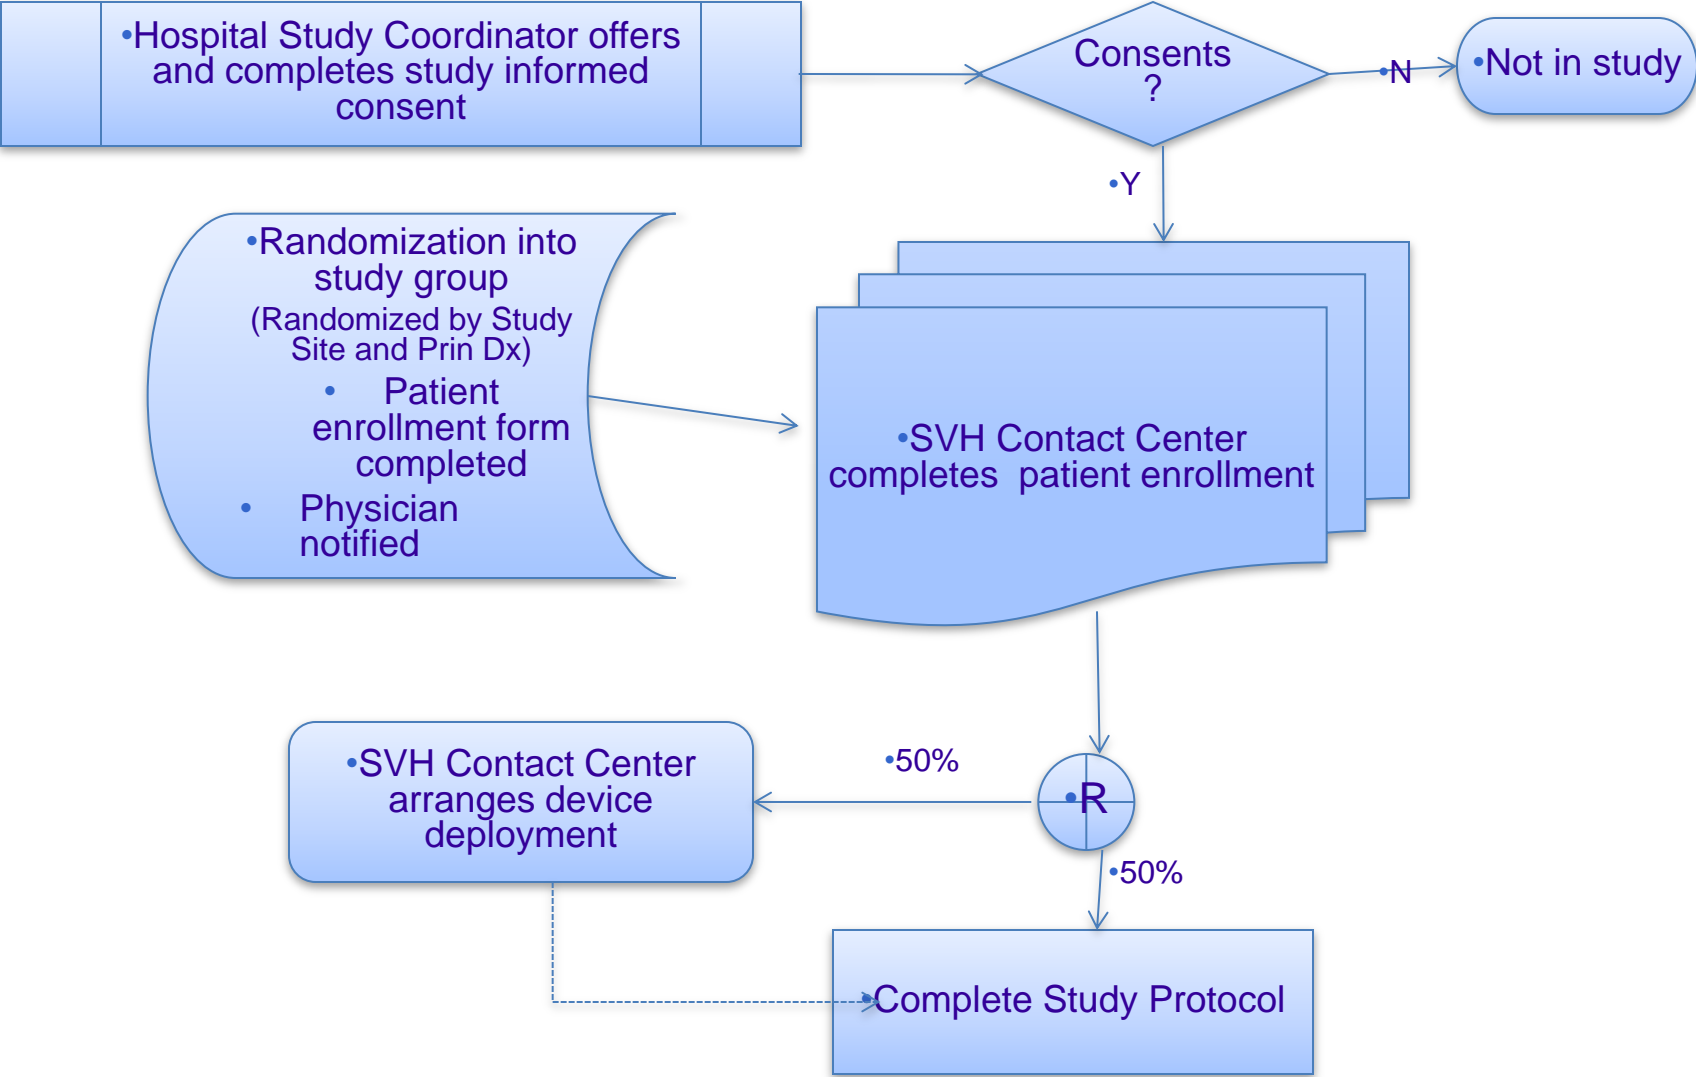 •Hospital Study Coordinator offers
and completes study informed
consent
Consents
?
•N
•Not in study
•Y
•Randomization into
study group
(Randomized by Study
Site and Prin Dx)
• Patient
enrollment form
completed
• Physician
notified
•SVH Contact Center
completes patient enrollment
•SVH Contact Center
arranges device
deployment
•50%
•R
•50%
•Complete Study Protocol